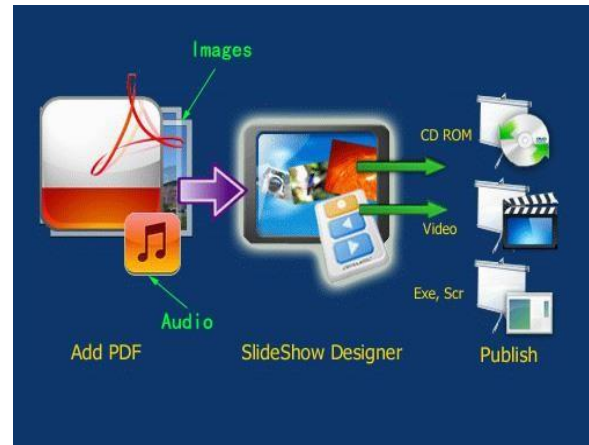 Images
CD ROM
Video
Audio
Exe, Scr
Add PDF
SlideShow Designer
Publish